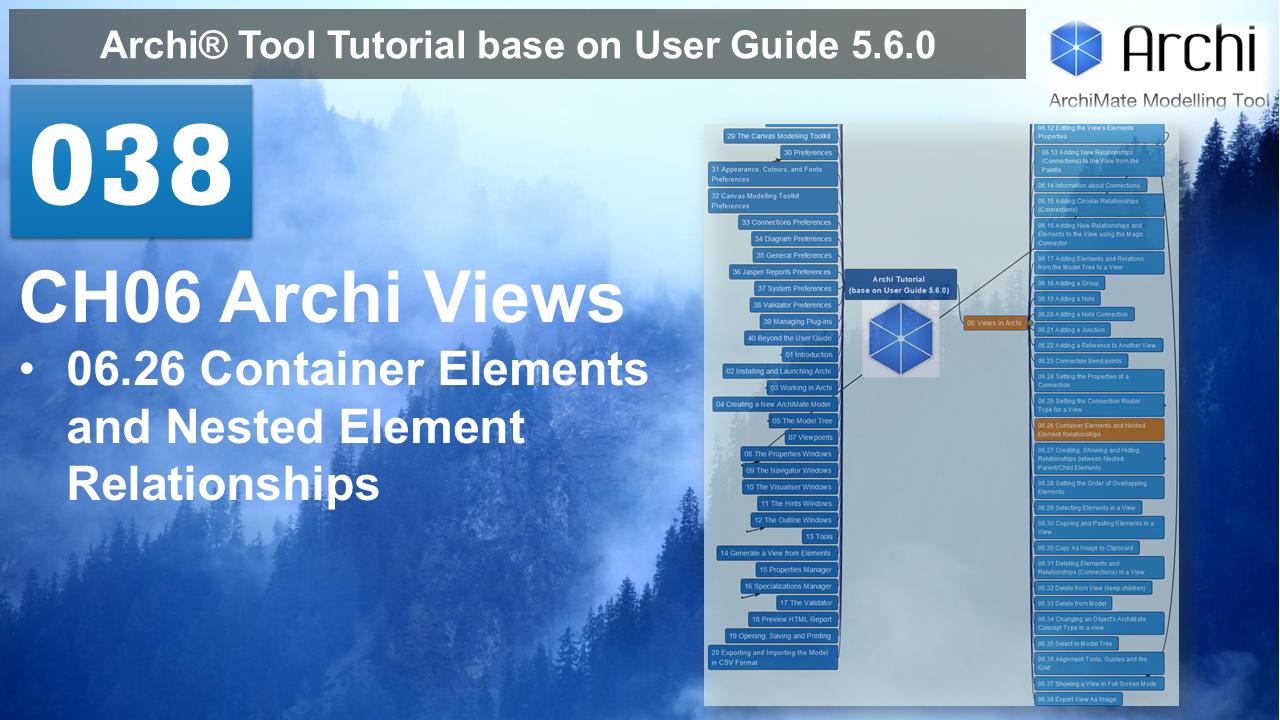 Archi® Tool Tutorial base on User Guide 5.6.0
Archi
ArchiMate Modelling Tool
038
CH06 Archi Views
• 06.26 Container Elements
and Nested Element
Relationships
29 The Canvas Modelling Toolkit
30 Preferences
31 Appearance, Colours, and Fonts
Preferences
32 Canvas Modelling Toolkit
Preferences
33 Connections Preferences
34 Diagram Preferences
35 General Preferences
36 Jasper Reports Preferences
37 System Preferences
38 Validator Preferences
39 Managing Plug-ins
40 Beyond the User Guide
01 Introduction
02 Installing and Launching Archi
03 Working in Archi
04 Creating a New ArchiMate Model
05 The Model Tree
07 Viewpoints
08 The Properties Windows
09 The Navigator Windows
10 The Visualiser Windows
11 The Hints Windows
12 The Outline Windows
13 Tools
14 Generate a View from Elements
15 Properties Manager
16 Specializations Manager
17 The Validator
18 Preview HTML Report
19 Opening, Saving and Printing
20 Exporting and Importing the Model
in CSV Format
Archi Tutorial
(base on User Guide 5.6.0)
06 Views in Archi
06.12 Editing the View's Elements'
Properties
06.13 Adding New Relationships
(Connections) to the View from the
Palette
06.14 Information about Connections
06.15 Adding Circular Relationships
(Connections)
06.16 Adding New Relationships and
Elements to the View using the Magic
Connector
06.17 Adding Elements and Relations
from the Model Tree to a View
06.18 Adding a Group
06.19 Adding a Note
06.20 Adding a Note Connection
06.21 Adding a Junction
06.22 Adding a Reference to Another View
06.23 Connection Bend-points
06.24 Setting the Properties of a
Connection
06.25 Setting the Connection Router
Type for a View
06.26 Container Elements and Nested
Element Relationships
06.27 Creating, Showing and Hiding
Relationships between Nested
Parent/Child Elements
06.28 Setting the Order of Overlapping
Elements
06.29 Selecting Elements in a View
06.30 Copying and Pasting Elements in a
View
06.30 Copy As Image to Clipboard
06.31 Deleting Elements and
Relationships (Connections) in a View
06.32 Delete from View (keep children)
06.33 Delete from Model
06.34 Changing an Object's ArchiMate
Concept Type in a view
06.35 Select in Model Tree
06.36 Alignment Tools, Guides and the
Grid
06.37 Showing a View in Full Screen Mode
06.38 Export View As Image